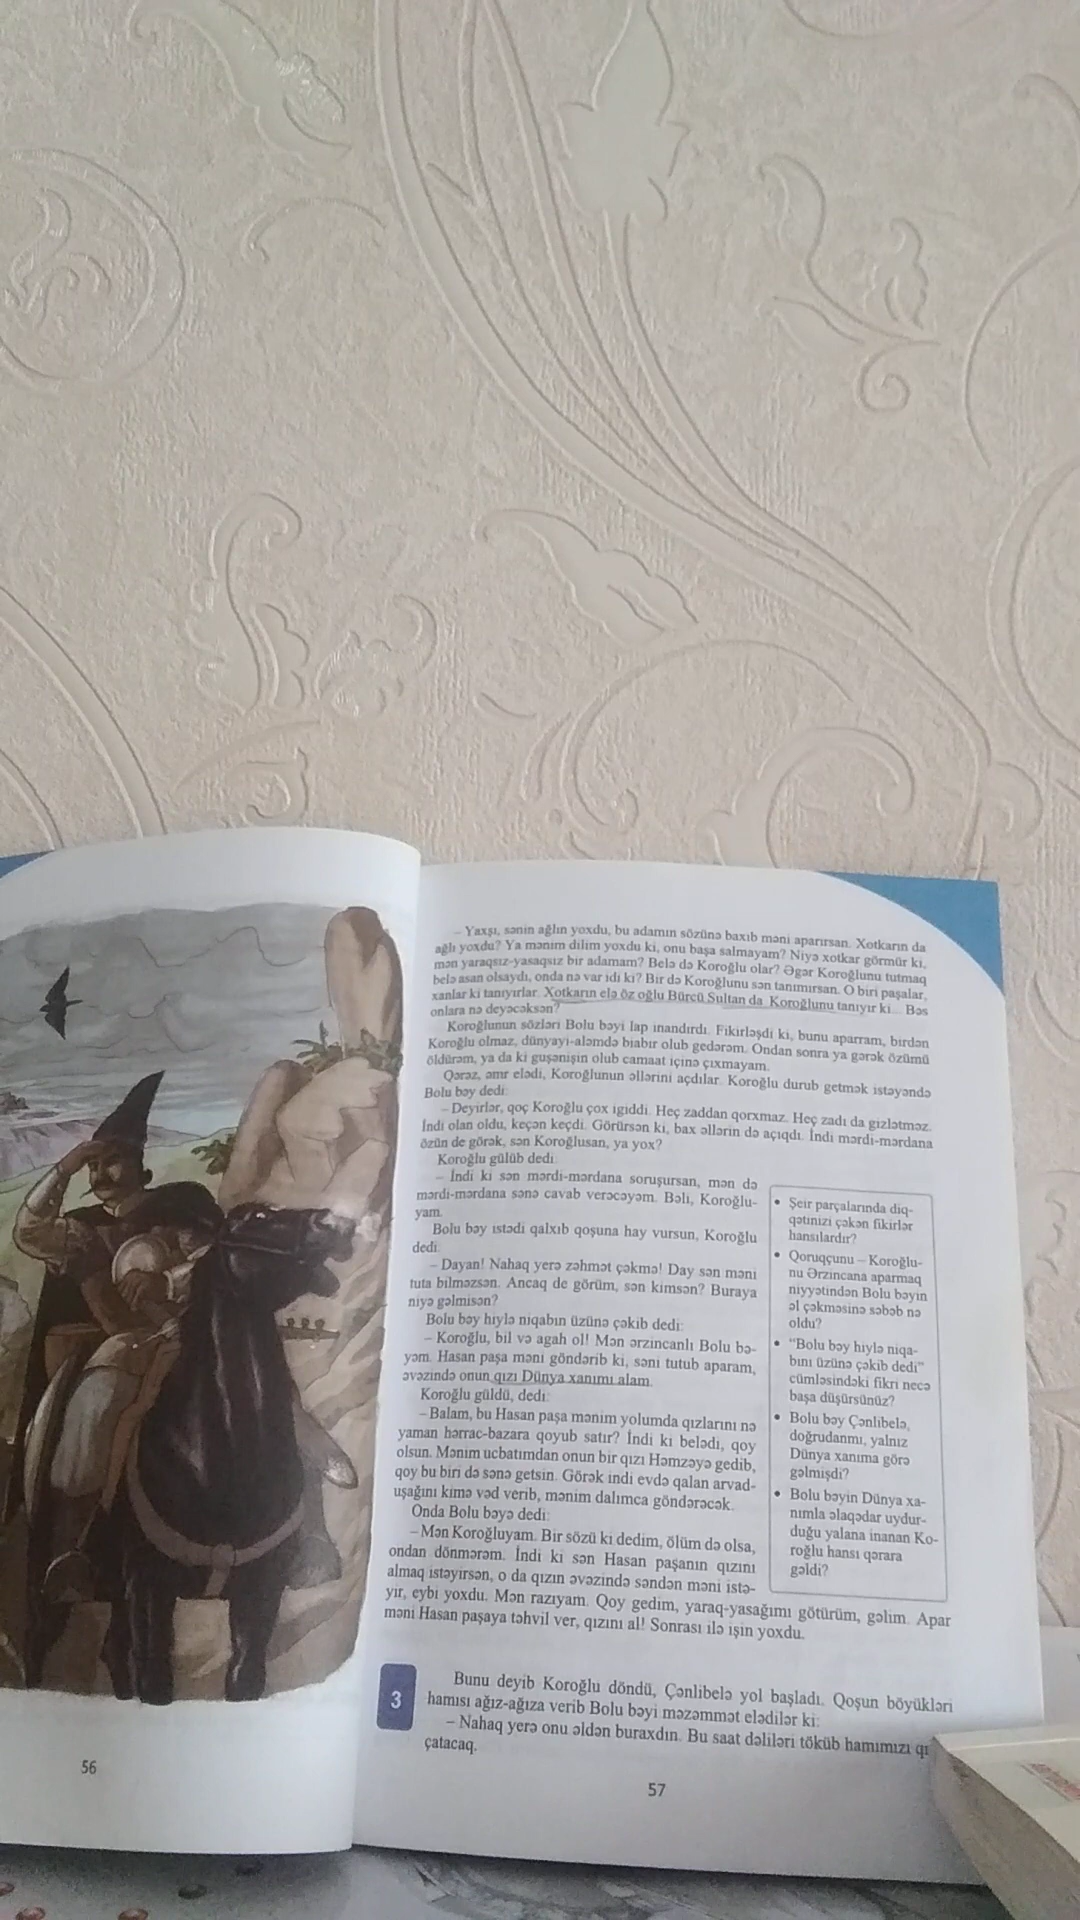 – Yaxşı, sənin ağlın yoxdu, bu adamın sözünə baxıb məni aparırsan. Xotkarın da
ağlı yoxdu? Ya mənim dilim yoxdu ki, onu başa salmayam? Niyə xotkar görmür ki,
mən yaraqsız-yasaqsız bir adamam? Belə də Koroğlu olar? Əgər Koroğlunu tutmaq
belə asan olsaydı, onda nə var idi ki? Bir də Koroğlunu sən tanımırsan. O biri paşalar,
xanlar ki tanıyırlar. Xotkarın elə öz oğlu Bürcü Sultan da Koroğlunu tanıyır ki... Bəs
onlara nə deyəcəksən?
Koroğlunun sözləri Bolu bəyi lap inandırdı. Fikirləşdi ki, bunu aparram, birdən
Koroğlu olmaz, dünyayi-aləmdə biabır olub gedərəm. Ondan sonra ya gərək özümü
öldürəm, ya da ki guşənişin olub camaat içinə çıxmayam.
Qərəz, əmr elədi, Koroğlunun əllərini açdılar. Koroğlu durub getmək istəyəndə
Bolu bəy dedi:
– Deyirlər, qoç Koroğlu çox igiddi. Heç zaddan qorxmaz. Heç zadı da gizlətməz.
İndi olan oldu, keçən keçdi. Görürsən ki, bax əllərin də açıqdı. İndi mərdi-mərdana
özün de görək, sən Koroğlusan, ya yox?
Koroğlu gülüb dedi:
– İndi ki sən mərdi-mərdana soruşursan, mən də
mərdi-mərdana sənə cavab verəcəyəm. Bəli, Koroğlu-
yam.
Bolu bəy istədi qalxıb qoşuna hay vursun, Koroğlu
dedi:
– Dayan! Nahaq yerə zəhmət çəkmə! Day sən məni
tuta bilməzsən. Ancaq de görüm, sən kimsən? Buraya
niyə gəlmisən?
Bolu bəy hiylə niqabın üzünə çəkib dedi:
– Koroğlu, bil və agah ol! Mən ərzincanlı Bolu bə-
yəm. Hasan paşa məni göndərib ki, səni tutub aparam,
əvəzində onun qızı Dünya xanımı alam.
Koroğlu güldü, dedi:
– Balam, bu Hasan paşa mənim yolumda qızlarını nə
yaman hərrac-bazara qoyub satır? İndi ki belədi, qoy
olsun. Mənim ucbatımdan onun bir qızı Həmzəyə gedib,
qoy bu biri də sənə getsin. Görək indi evdə qalan arvad-
uşağını kimə vəd verib, mənim dalımca göndərəcək.
Onda Bolu bəyə dedi:
– Mən Koroğluyam. Bir sözü ki dedim, ölüm də olsa,
ondan dönmərəm. İndi ki sən Hasan paşanın qızını
almaq istəyirsən, o da qızın əvəzində səndən məni istə-
yir, eybi yoxdu. Mən razıyam. Qoy gedim, yaraq-yasağımı götürüm, gəlim. Apar
məni Hasan paşaya təhvil ver, qızını al! Sonrası ilə işin yoxdu.
• Şeir parçalarında diq-
qətinizi çəkən fikirlər
hansılardır?
• Qoruqçunu – Koroğlu-
nu Ərzincana aparmaq
niyyətindən Bolu bəyin
əl çəkməsinə səbəb nə
oldu?
• "Bolu bəy hiylə niqa-
bını üzünə çəkib dedi"
cümləsindəki fikri necə
başa düşürsünüz?
• Bolu bəy Çənlibelə,
doğrudanmı, yalnız
Dünya xanıma görə
gəlmişdi?
• Bolu bəyin Dünya xa-
nımla əlaqədar uydur-
duğu yalana inanan Ko-
roğlu hansı qərara
gəldi?
3
Bunu deyib Koroğlu döndü, Çənlibelə yol başladı. Qoşun böyükləri
hamısı ağız-ağıza verib Bolu bəyi məzəmmət elədilər ki:
– Nahaq yerə onu əldən buraxdın. Bu saat dəliləri töküb hamımızı
çatacaq.
56
57